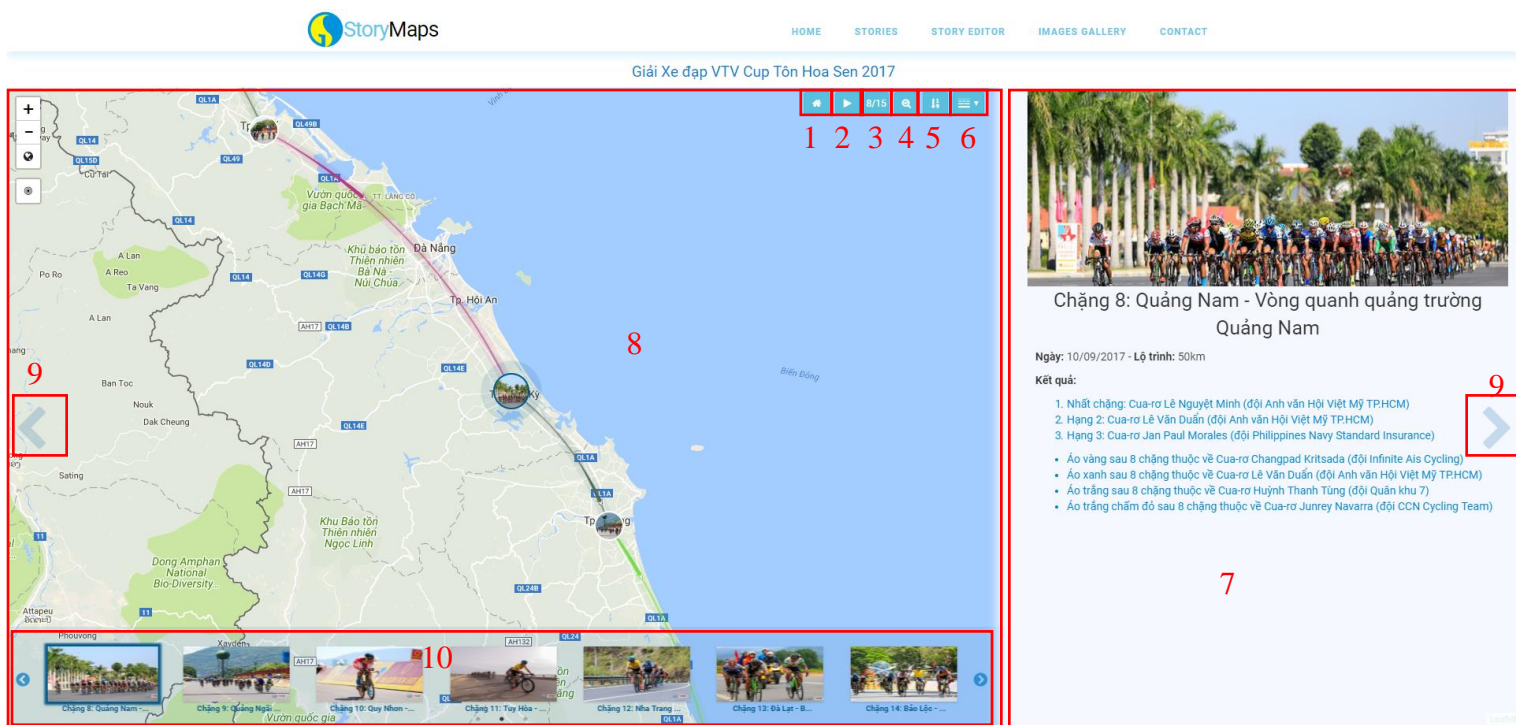 StoryMaps
HOME STORIES STORY EDITOR IMAGES GALLERY CONTACT
Giải Xe đạp VTV Cup Tôn Hoa Sen 2017
8/15
1 2 3 4 5 6
+
−
QL1A
QL49B
QL14
QL15D
Cu Tai
QL49
QL1A
Vườn quốc gia Bạch Mã
TT. LĂNG CÔ
QL14
A Lan
Khu bảo tồn
Thiên nhiên
Bà Nà -
Núi Chúa
Đà Nẵng
Po Ro
A Reo
QL14
QL14G
Ta Vang
Tp. Hội An
A Lan
AH17
QL14B
8
9
QL14D
QL14E
Biển Đông
Ban Toc
Nouk
Dak Cheung
QL14E
AH17
QL1A
Sating
AH17
QL1A
Khu Bảo tồn
Thiên nhiên
Ngọc Linh
11
Dong Amphan
National
Bio-Diversity...
QL24B
Attapeu
11
QL1A
Phouvong
Xayden
AH132
QL24
AH17
10
Chặng 8: Quảng Nam -...
Chặng 9: Quảng Ngãi...
Chặng 10: Quy Nhơn -...
Chặng 11: Tuy Hòa - ...
Chặng 12: Nha Trang ...
Chặng 13: Đà Lạt - B...
Chặng 14: Bảo Lộc - ...
Vườn quốc gia
QL1A
Chặng 8: Quảng Nam - Vòng quanh quảng trường
Quảng Nam
Ngày: 10/09/2017 - Lộ trình: 50km
Kết quả:
9
1. Nhất chặng: Cua-rơ Lê Nguyệt Minh (đội Anh văn Hội Việt Mỹ TP.HCM)
2. Hạng 2: Cua-rơ Lê Văn Duẩn (đội Anh văn Hội Việt Mỹ TP.HCM)
3. Hạng 3: Cua-rơ Jan Paul Morales (đội Philippines Navy Standard Insurance)
• Áo vàng sau 8 chặng thuộc về Cua-rơ Changpad Kritsada (đội Infinite Ais Cycling)
• Áo xanh sau 8 chặng thuộc về Cua-rơ Lê Văn Duẩn (đội Anh văn Hội Việt Mỹ TP.HCM)
• Áo trắng sau 8 chặng thuộc về Cua-rơ Huỳnh Thanh Tùng (đội Quân khu 7)
• Áo trắng chấm đỏ sau 8 chặng thuộc về Cua-rơ Junrey Navarra (đội CCN Cycling Team)
7